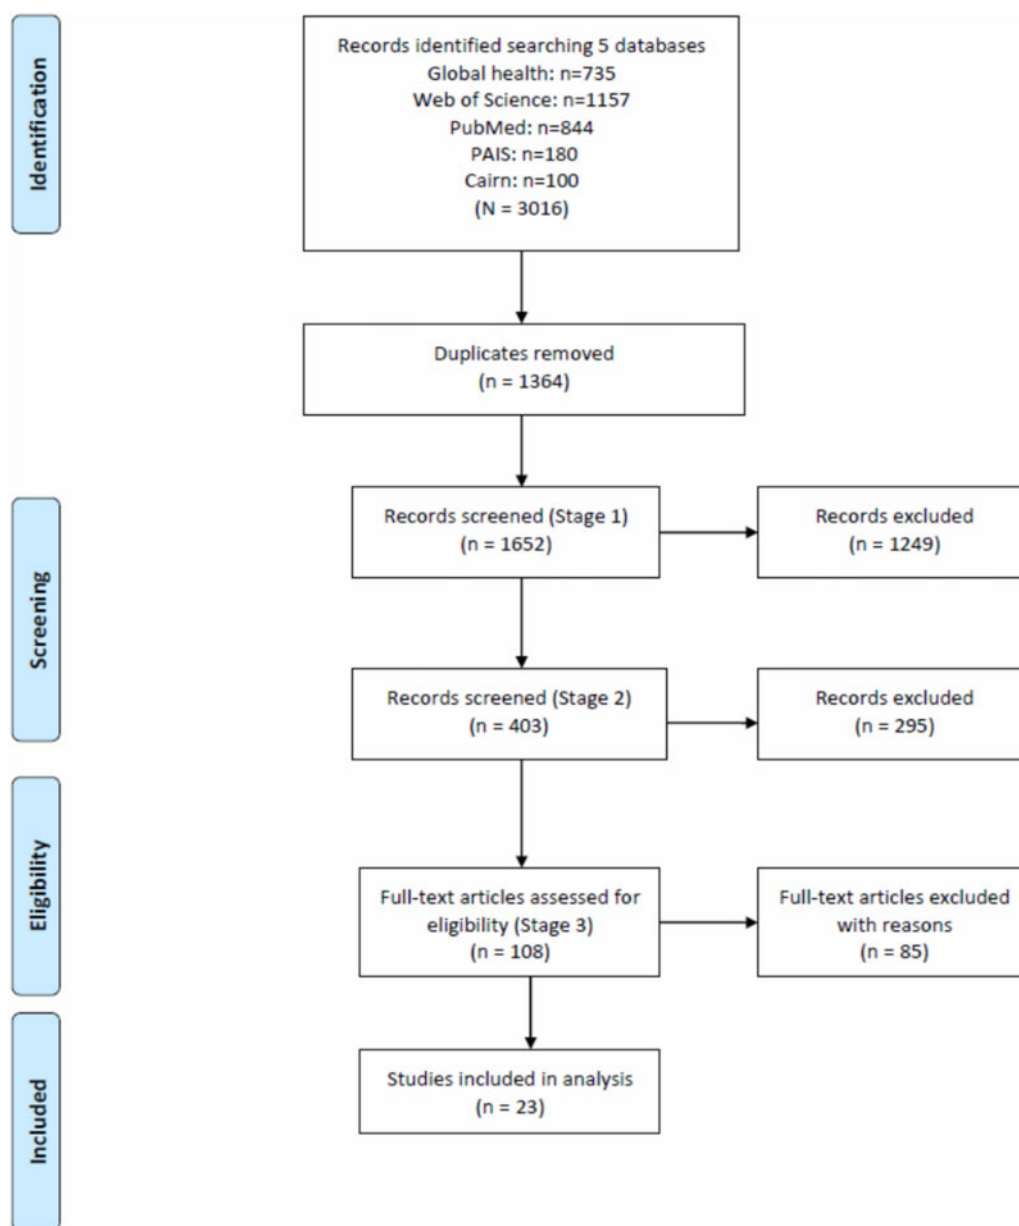 Identification
Records identified searching 5 databases
Global health: n=735
Web of Science: n=1157
PubMed: n=844
PAIS: n=180
Cairn: n=100
(N = 3016)
Duplicates removed
(n = 1364)
Screening
Records screened (Stage 1)
(n = 1652)
Records excluded
(n = 1249)
Records screened (Stage 2)
(n = 403)
Records excluded
(n = 295)
Eligibility
Full-text articles assessed for
eligibility (Stage 3)
(n = 108)
Full-text articles excluded
with reasons
(n = 85)
Included
Studies included in analysis
(n = 23)